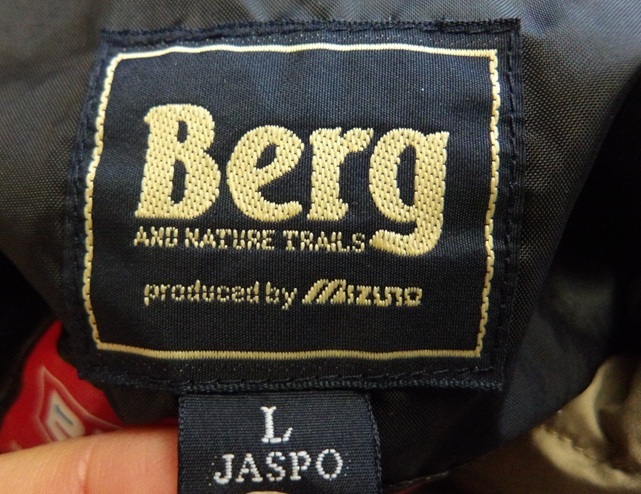 Berg
AND NATURE TRAILS
produced by Mizuno
L
JASPO